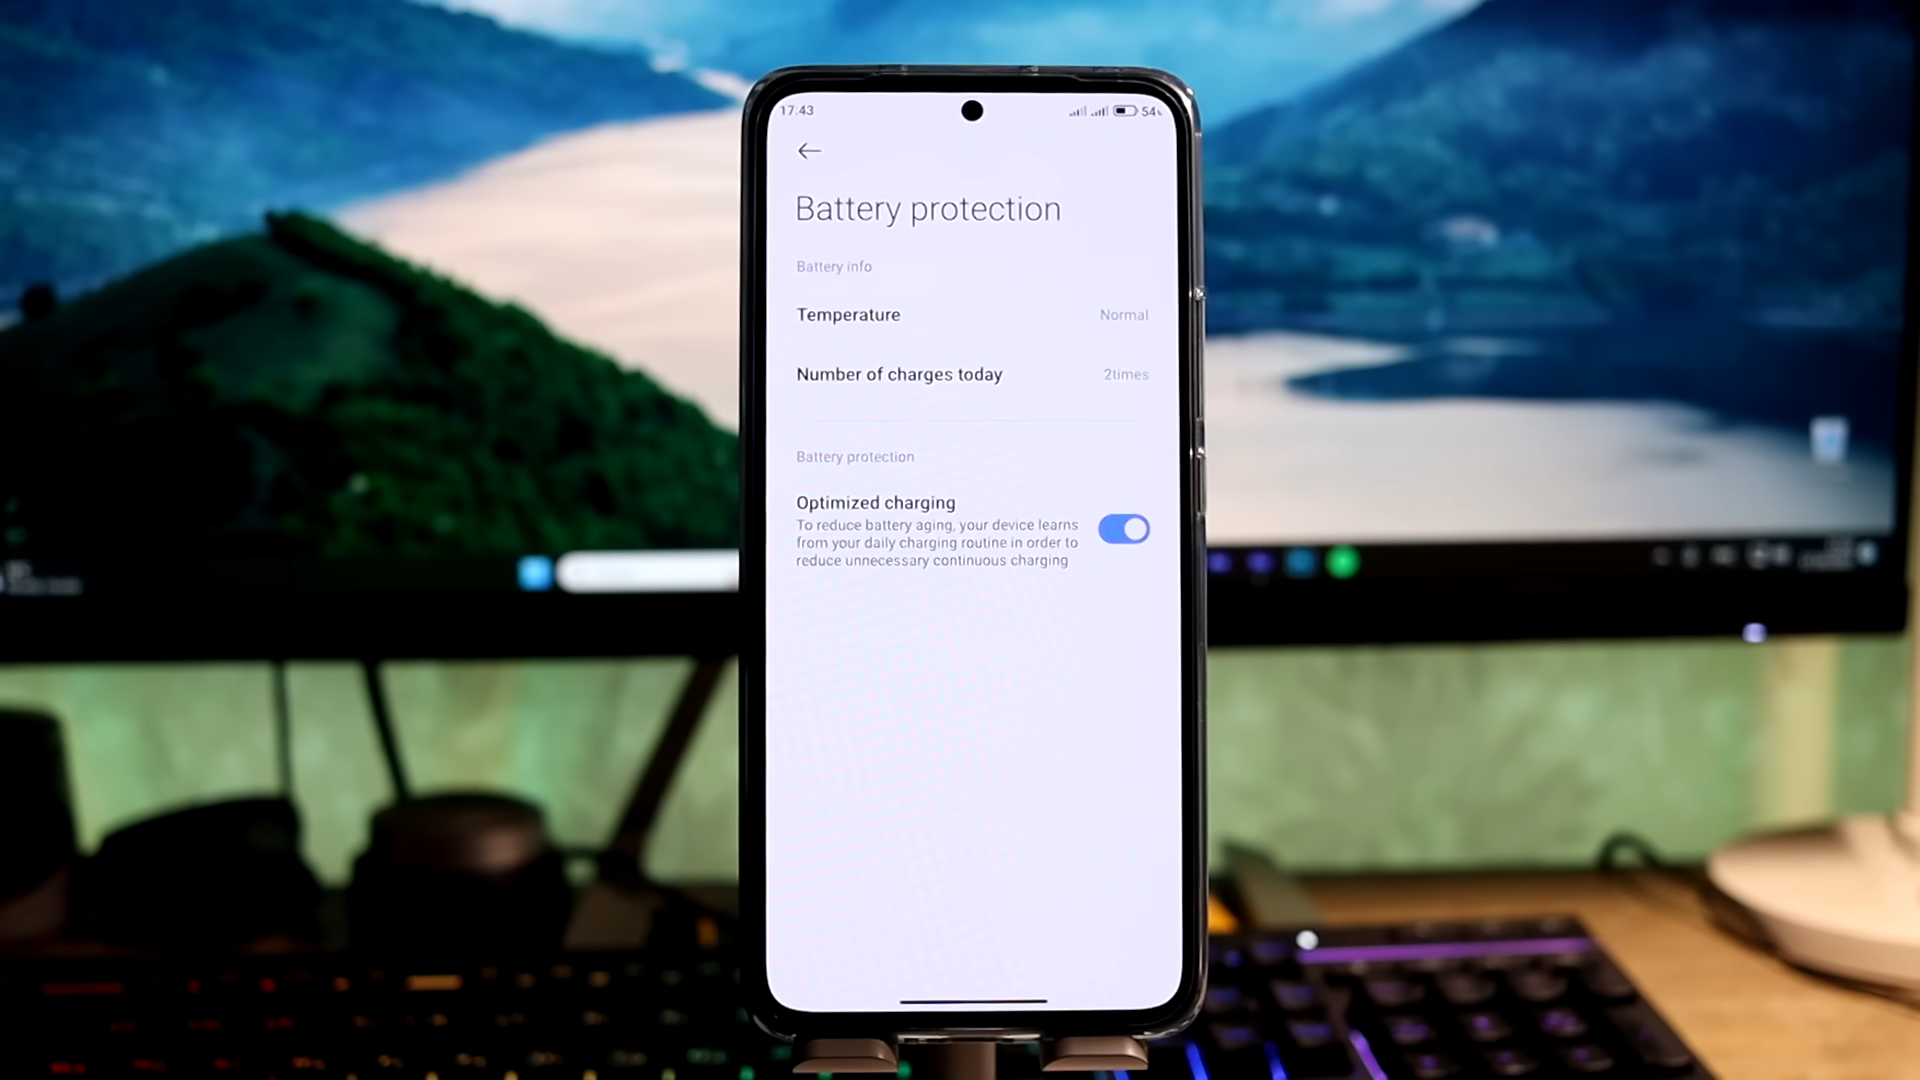 17:43
54%
Battery protection
Battery info
Temperature
Normal
Number of charges today
2times
Battery protection
Optimized charging
To reduce battery aging, your device learns
from your daily charging routine in order to
reduce unnecessary continuous charging